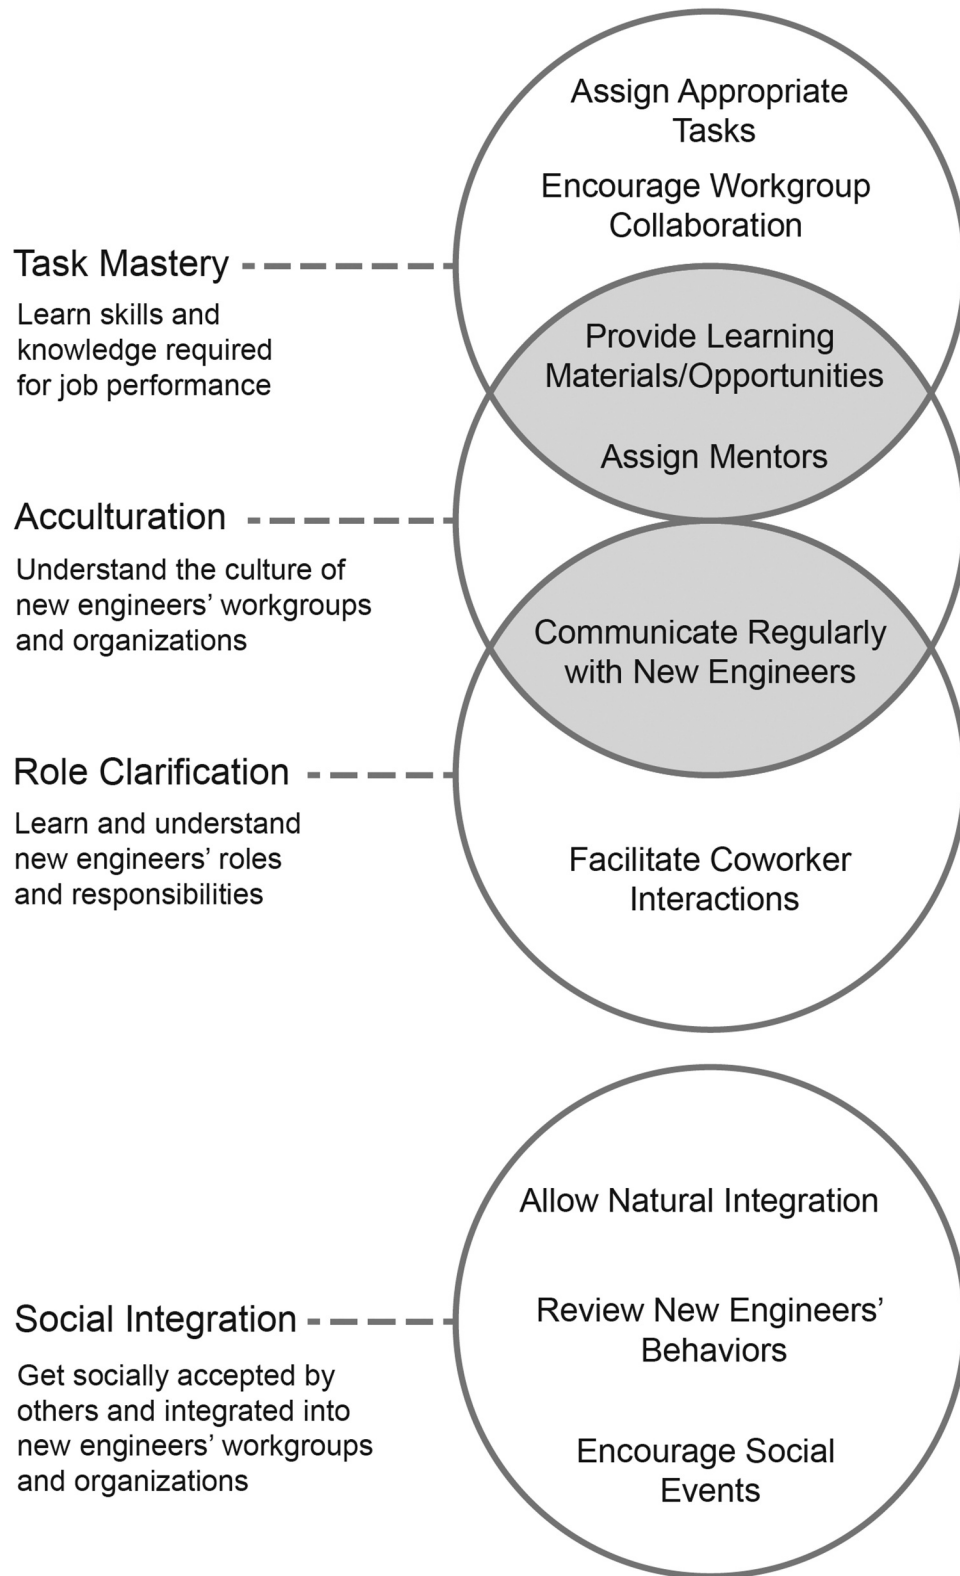 Assign Appropriate
Tasks
Encourage Workgroup
Collaboration
Task Mastery
Learn skills and
knowledge required
for job performance
Provide Learning
Materials/Opportunities
Assign Mentors
Acculturation
Understand the culture of
new engineers’ workgroups
and organizations
Communicate Regularly
with New Engineers
Role Clarification
Learn and understand
new engineers’ roles
and responsibilities
Facilitate Coworker
Interactions
Allow Natural Integration
Review New Engineers’
Behaviors
Social Integration
Get socially accepted by
others and integrated into
new engineers’ workgroups
and organizations
Encourage Social
Events